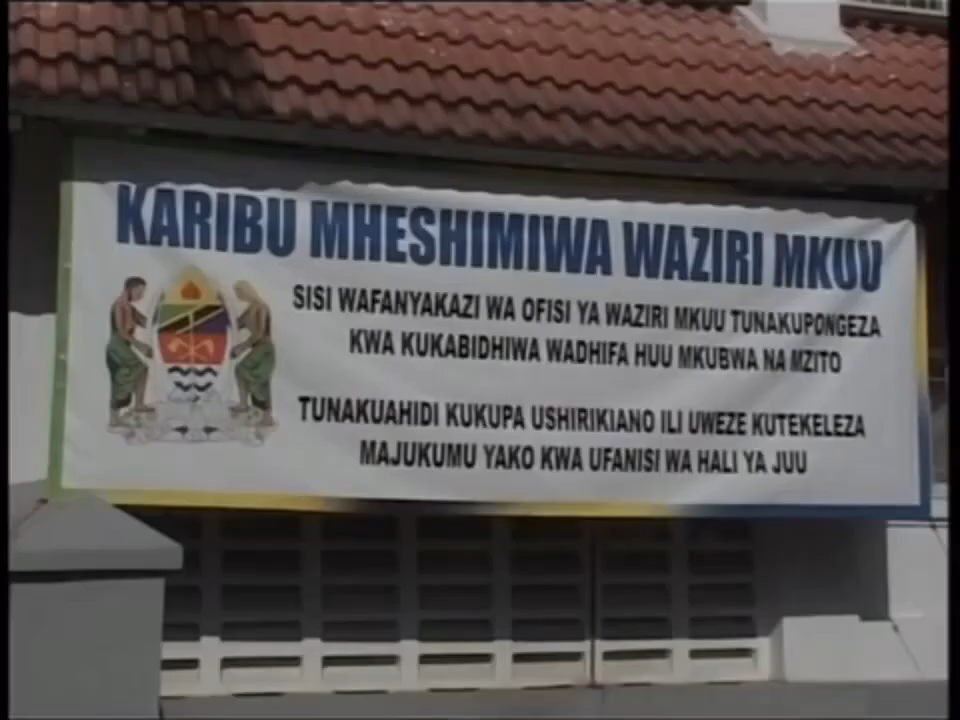 KARIBU MHESHIMIWA WAZIRI MKUU
SISI WAFANYAKAZI WA OFISI YA WAZIRI MKUU TUNAKUPONGEZA
KWA KUKABIDHIWA WADHIFA HUU MKUBWA NA MZITO
TUNAKUAHIDI KUKUPA USHIRIKIANO ILI UWEZE KUTEKELEZA
MAJUKUMU YAKO KWA UFANISI WA HALI YA JUU